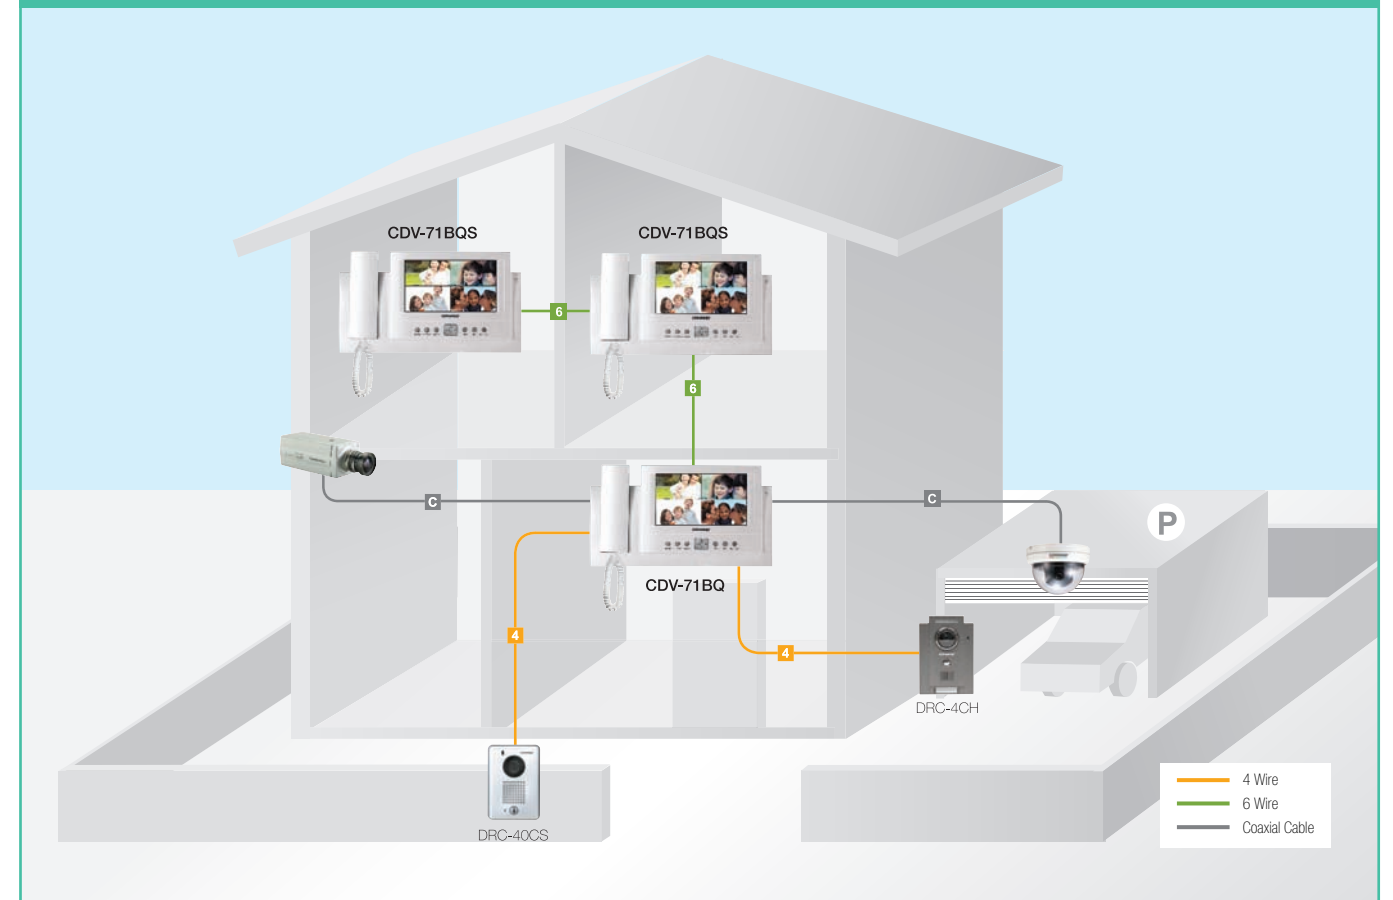 CDV-71BQS
CDV-71BQS
6
6
C
C
P
CDV-71BQ
4
4
DRC-4CH
DRC-40CS
4 Wire
6 Wire
Coaxial Cable